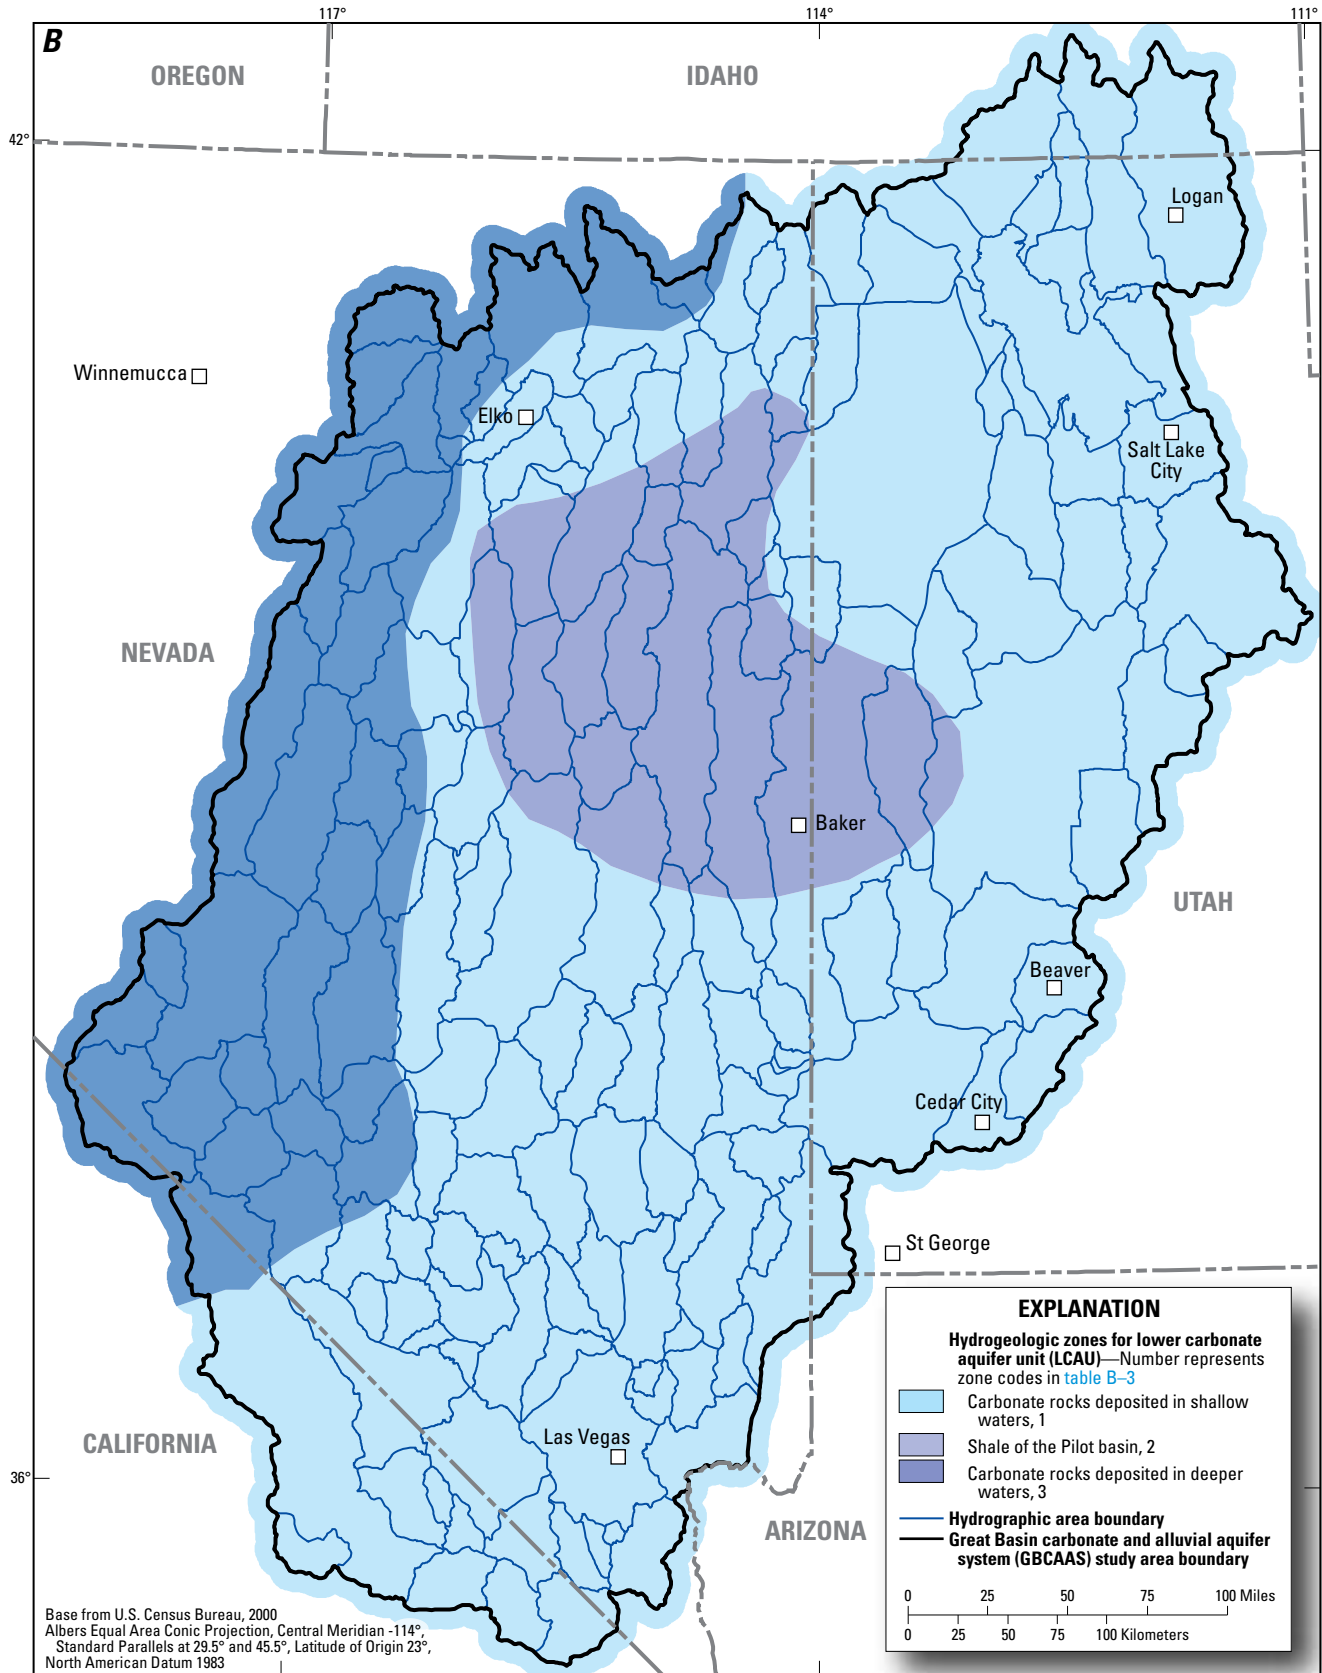 117°
114°
111°
B
OREGON
IDAHO
42°
Logan
Winnemucca
Elko
Salt Lake
City
NEVADA
Baker
UTAH
Beaver
Cedar City
St George
EXPLANATION
Hydrogeologic zones for lower carbonate
aquifer unit (LCAU)—Number represents
zone codes in table B–3
Carbonate rocks deposited in shallow
waters, 1
Shale of the Pilot basin, 2
Carbonate rocks deposited in deeper
waters, 3
Hydrographic area boundary
Great Basin carbonate and alluvial aquifer
system (GBCAAS) study area boundary
0 25 50 75 100 Miles
0 25 50 75 100 Kilometers
CALIFORNIA
Las Vegas
36°
ARIZONA
Base from U.S. Census Bureau, 2000
Albers Equal Area Conic Projection, Central Meridian -114°,
Standard Parallels at 29.5° and 45.5°, Latitude of Origin 23°,
North American Datum 1983